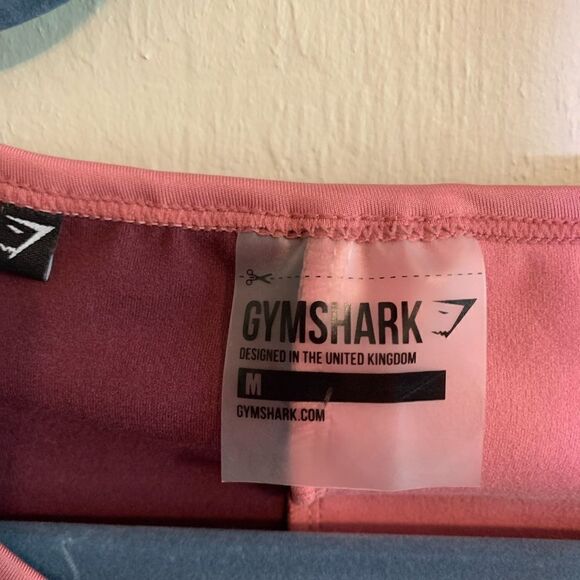 GYMSHARK
DESIGNED IN THE UNITED KINGDOM
M
GYMSHARK.COM